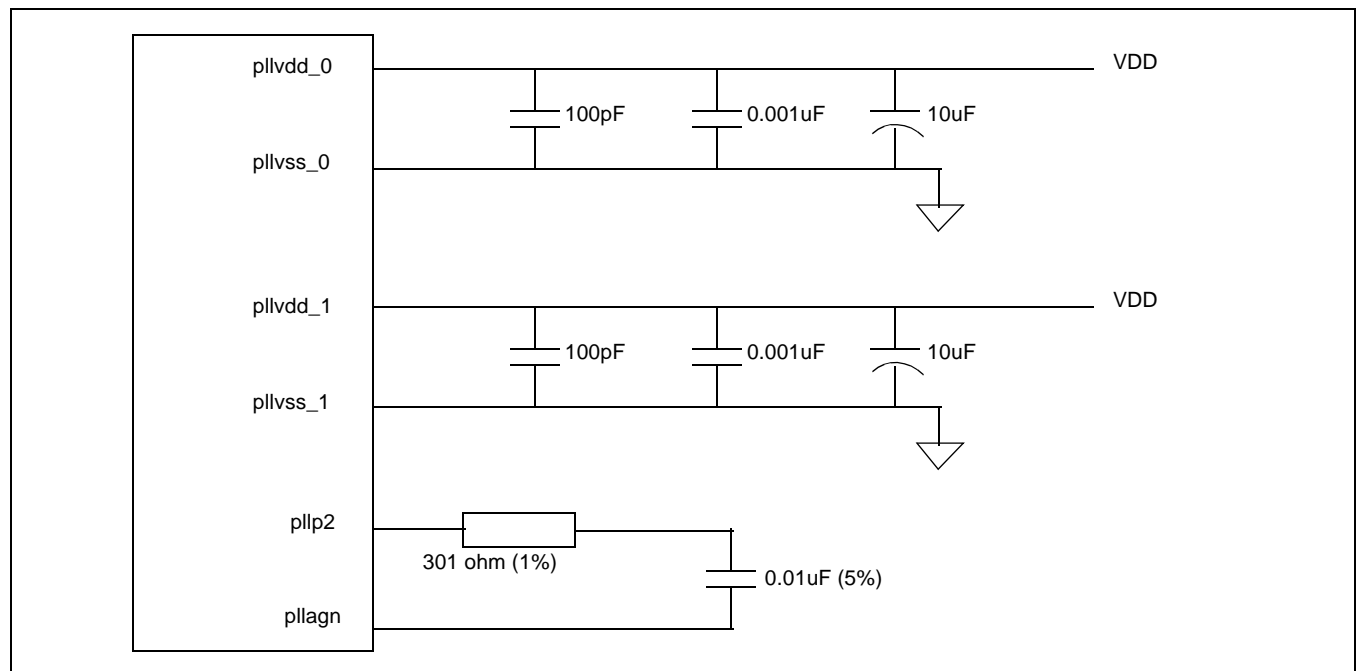 pllvdd_0
VDD
100pF
0.001uF
10uF
pllvss_0
pllvdd_1
VDD
100pF
0.001uF
10uF
pllvss_1
pllp2
301 ohm (1%)
0.01uF (5%)
pllagn